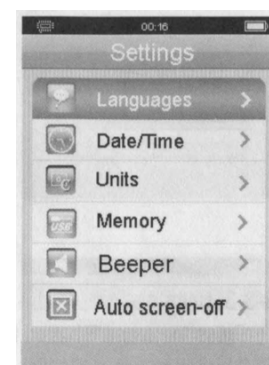 00:16
Settings
Languages
Date/Time
Units
Memory
Beeper
Auto screen-off